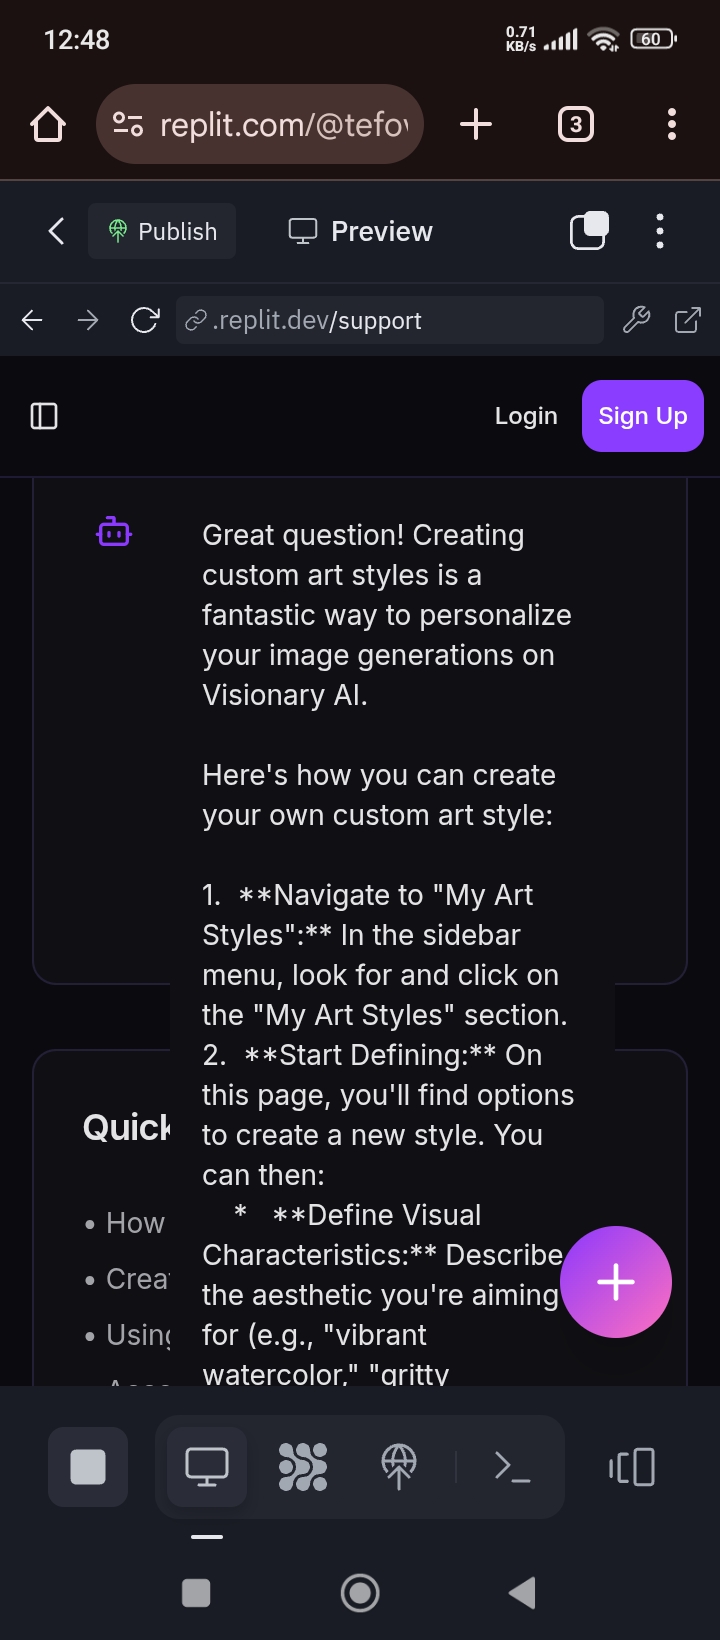 12:48
0.71
KB/s
60
replit.com/@tefov
3
Publish
Preview
.replit.dev/support
Login
Sign Up
Great question! Creating
custom art styles is a
fantastic way to personalize
your image generations on
Visionary AI.
Here's how you can create
your own custom art style:
1.  **Navigate to "My Art
Styles":** In the sidebar
menu, look for and click on
the "My Art Styles" section.
2.  **Start Defining:** On
this page, you'll find options
to create a new style. You
can then:
*   **Define Visual
Characteristics:** Describe
the aesthetic you're aiming
for (e.g., "vibrant
watercolor," "gritty
Quick
• How
• Creat
• Using